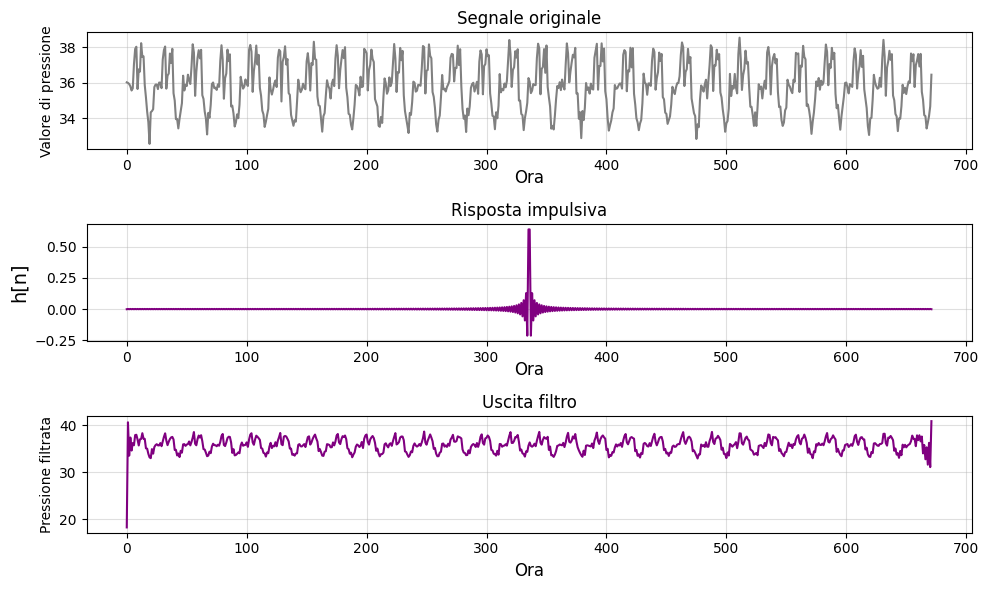 Segnale originale
Valore di pressione
38
36
34
0 100 200 300 400 500 600 700
Ora
Risposta impulsiva
h[n]
0.50
0.25
0.00
−0.25
0 100 200 300 400 500 600 700
Ora
Uscita filtro
Pressione filtrata
40
30
20
0 100 200 300 400 500 600 700
Ora